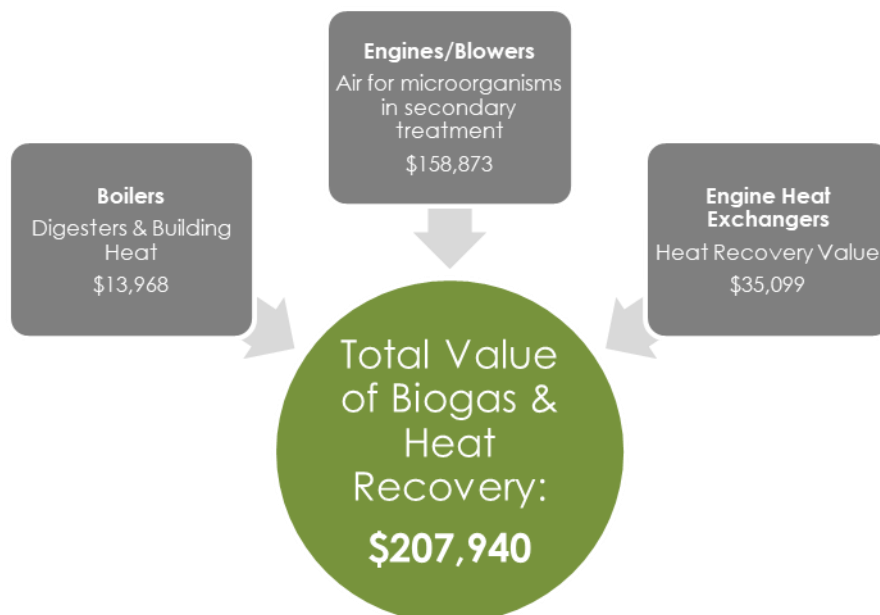 Engines/Blowers
Air for microorganisms
in secondary
treatment
$158,873
Boilers
Digesters & Building
Heat
$13,968
Engine Heat
Exchangers
Heat Recovery Value
$35,099
Total Value
of Biogas &
Heat
Recovery:
$207,940